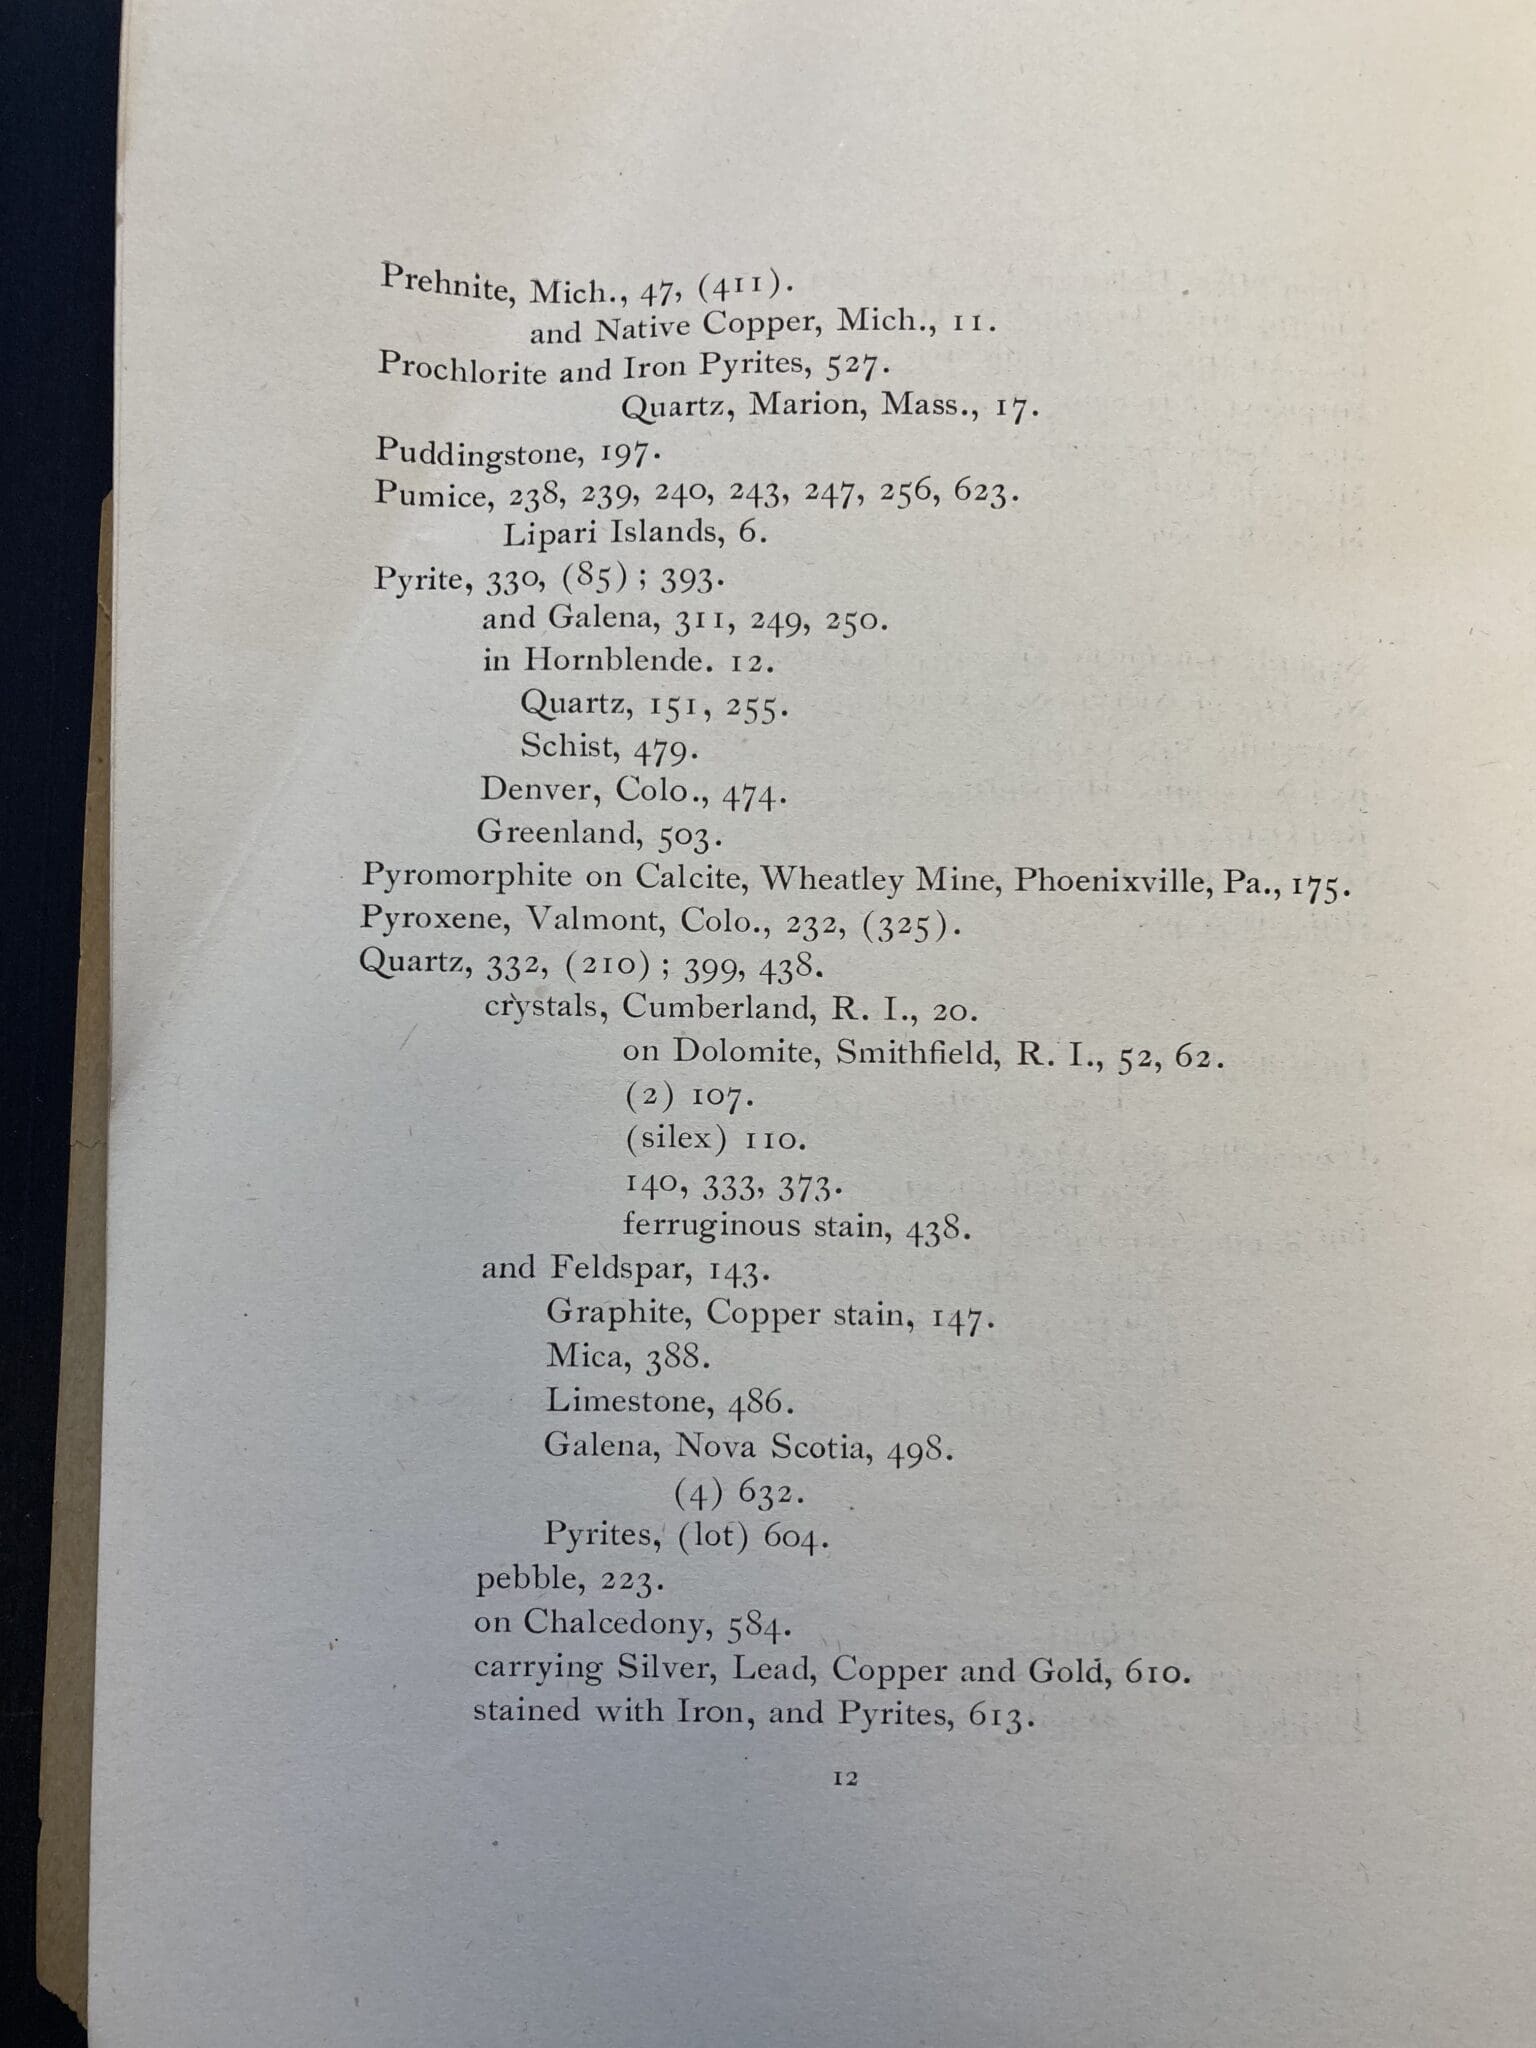 Prehnite, Mich., 47, (411).
and Native Copper, Mich., 11.
Prochlorite and Iron Pyrites, 527.
Quartz, Marion, Mass., 17.
Puddingstone, 197.
Pumice, 238, 239, 240, 243, 247, 256, 623.
Lipari Islands, 6.
Pyrite, 330, (85) ; 393.
and Galena, 311, 249, 250.
in Hornblende. 12.
Quartz, 151, 255.
Schist, 479.
Denver, Colo., 474.
Greenland, 503.
Pyromorphite on Calcite, Wheatley Mine, Phoenixville, Pa., 175.
Pyroxene, Valmont, Colo., 232, (325).
Quartz, 332, (210) ; 399, 438.
crystals, Cumberland, R. I., 20.
on Dolomite, Smithfield, R. I., 52, 62.
(2) 107.
(silex) 110.
140, 333, 373.
ferruginous stain, 438.
and Feldspar, 143.
Graphite, Copper stain, 147.
Mica, 388.
Limestone, 486.
Galena, Nova Scotia, 498.
(4) 632.
Pyrites, (lot) 604.
pebble, 223.
on Chalcedony, 584.
carrying Silver, Lead, Copper and Gold, 610.
stained with Iron, and Pyrites, 613.
12